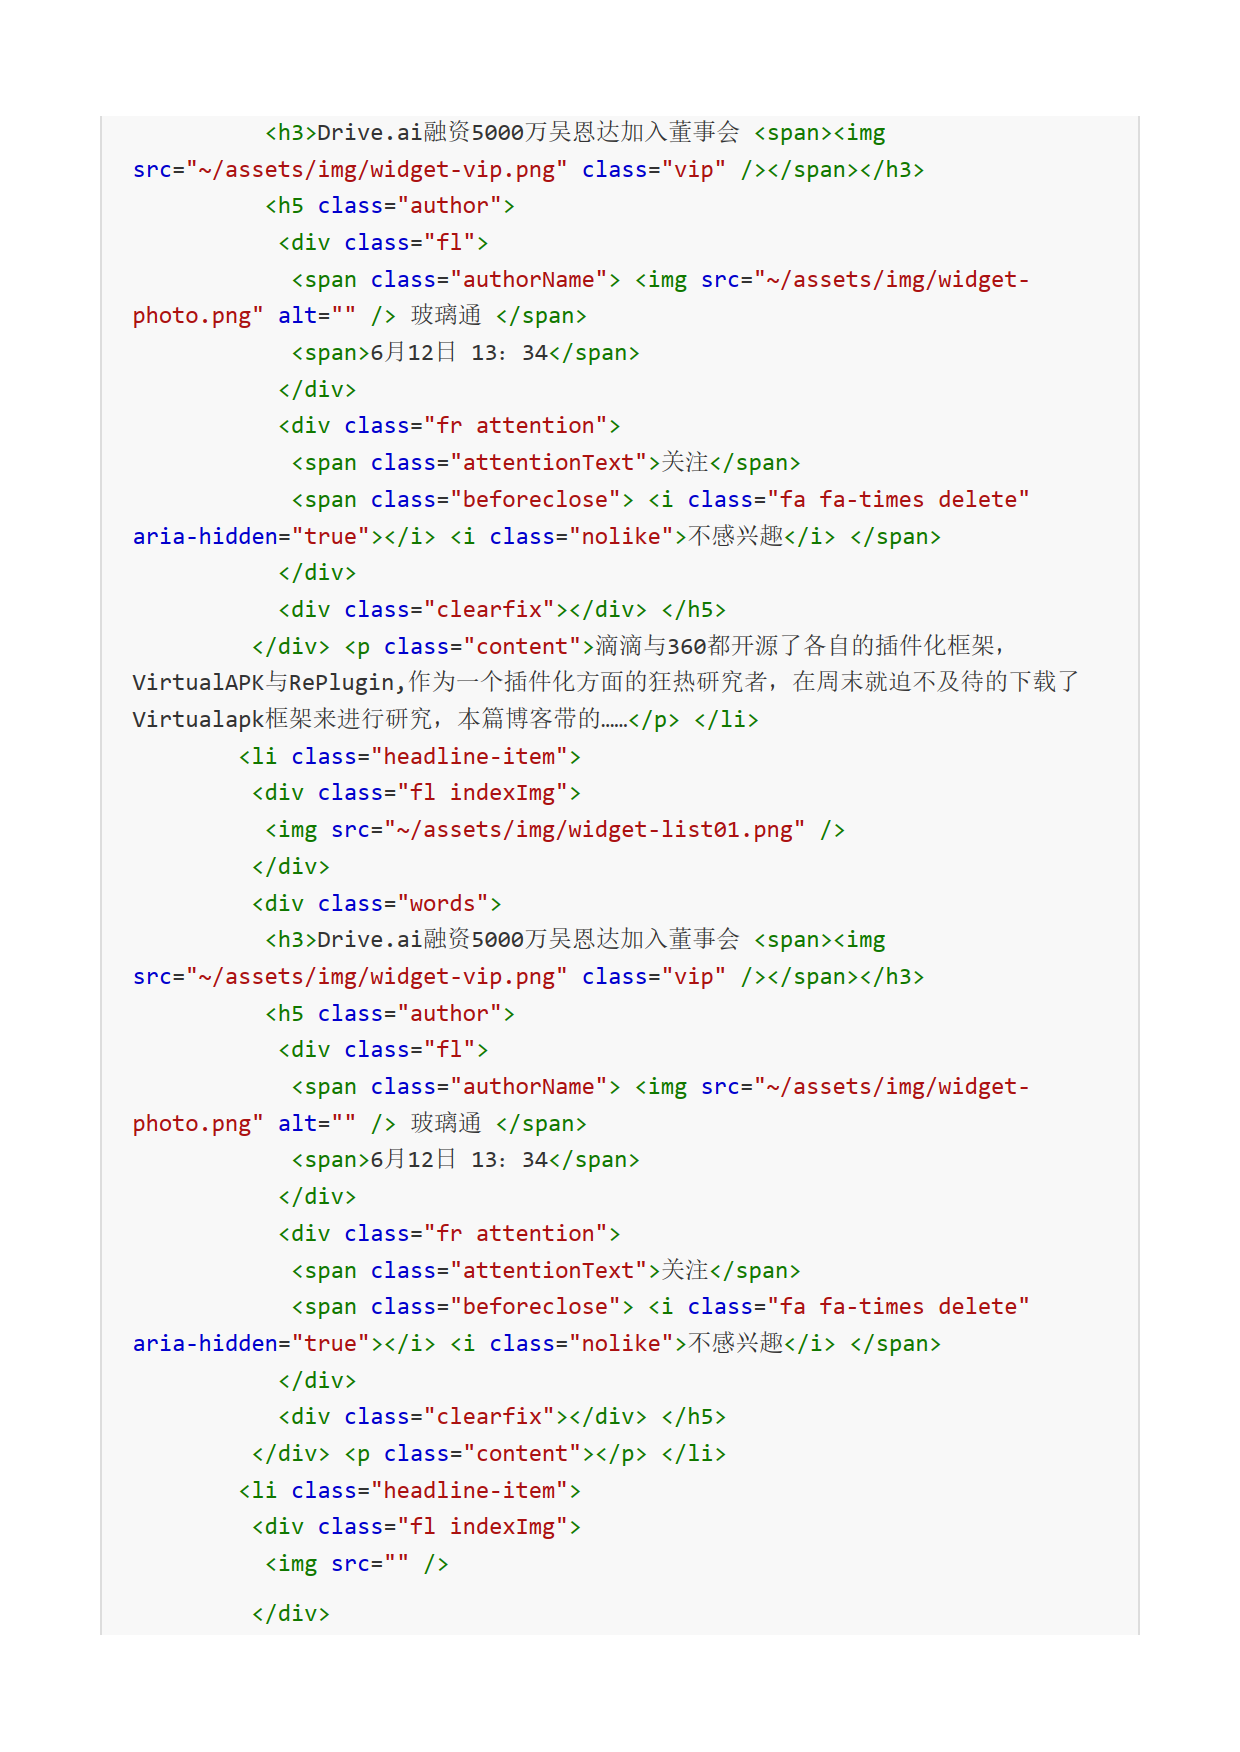 <h3>Drive.ai融资5000万吴恩达加入董事会 <span><img
src="~/assets/img/widget-vip.png" class="vip" /></span></h3>
<h5 class="author">
<div class="fl">
<span class="authorName"> <img src="~/assets/img/widget-
photo.png" alt="" /> 玻璃通 </span>
<span>6月12日 13：34</span>
</div>
<div class="fr attention">
<span class="attentionText">关注</span>
<span class="beforeclose"> <i class="fa fa-times delete"
aria-hidden="true"></i> <i class="nolike">不感兴趣</i> </span>
</div>
<div class="clearfix"></div> </h5>
</div> <p class="content">滴滴与360都开源了各自的插件化框架，
VirtualAPK与RePlugin,作为一个插件化方面的狂热研究者，在周末就迫不及待的下载了
Virtualapk框架来进行研究，本篇博客带的……</p> </li>
<li class="headline-item">
<div class="fl indexImg">
<img src="~/assets/img/widget-list01.png" />
</div>
<div class="words">
<h3>Drive.ai融资5000万吴恩达加入董事会 <span><img
src="~/assets/img/widget-vip.png" class="vip" /></span></h3>
<h5 class="author">
<div class="fl">
<span class="authorName"> <img src="~/assets/img/widget-
photo.png" alt="" /> 玻璃通 </span>
<span>6月12日 13：34</span>
</div>
<div class="fr attention">
<span class="attentionText">关注</span>
<span class="beforeclose"> <i class="fa fa-times delete"
aria-hidden="true"></i> <i class="nolike">不感兴趣</i> </span>
</div>
<div class="clearfix"></div> </h5>
</div> <p class="content"></p> </li>
<li class="headline-item">
<div class="fl indexImg">
<img src="" />
</div>